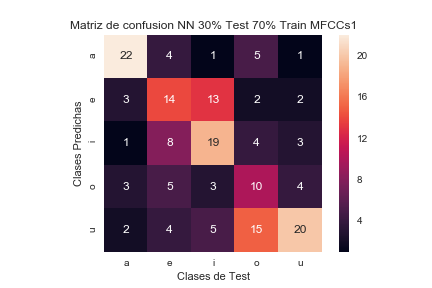 Matriz de confusion NN 30% Test 70% Train MFCCs1
a 22 4 1 5 1
e 3 14 13 2 2
i 1 8 19 4 3
o 3 5 3 10 4
u 2 4 5 15 20
a e i o u
Clases de Test
Clases Predichas
20
16
12
8
4